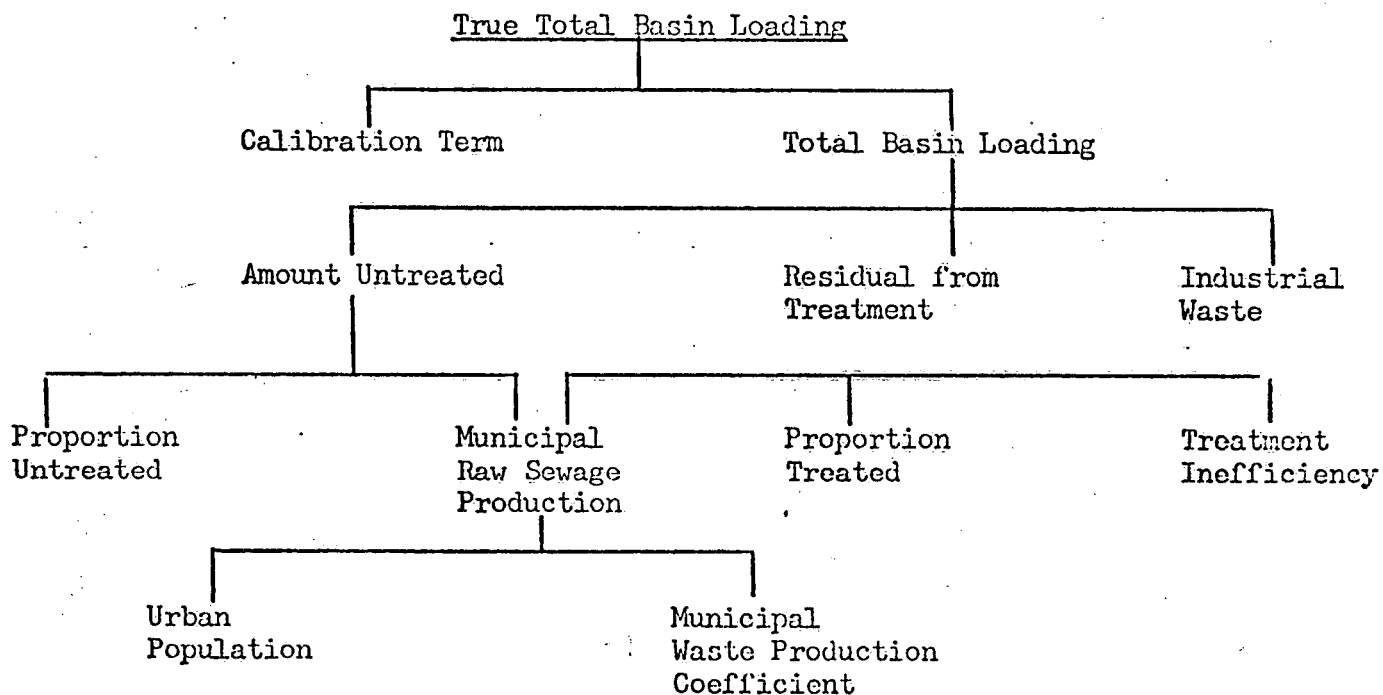 True Total Basin Loading
Calibration Term
Total Basin Loading
Amount Untreated
Residual from
Treatment
Industrial
Waste
Proportion
Untreated
Municipal
Raw Sewage
Production
Proportion
Treated
Treatment
Inefficiency
Urban
Population
Municipal
Waste Production
Coefficient